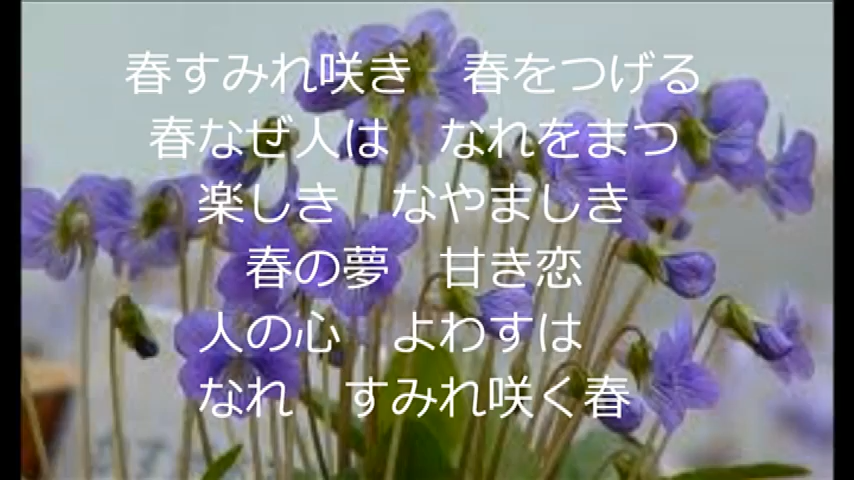 春すみれ咲き　春をつげる
春なぜ人は　なれをまつ
楽しき　なやましき
春の夢　甘き恋
人の心　よわすは
なれ　すみれ咲く春